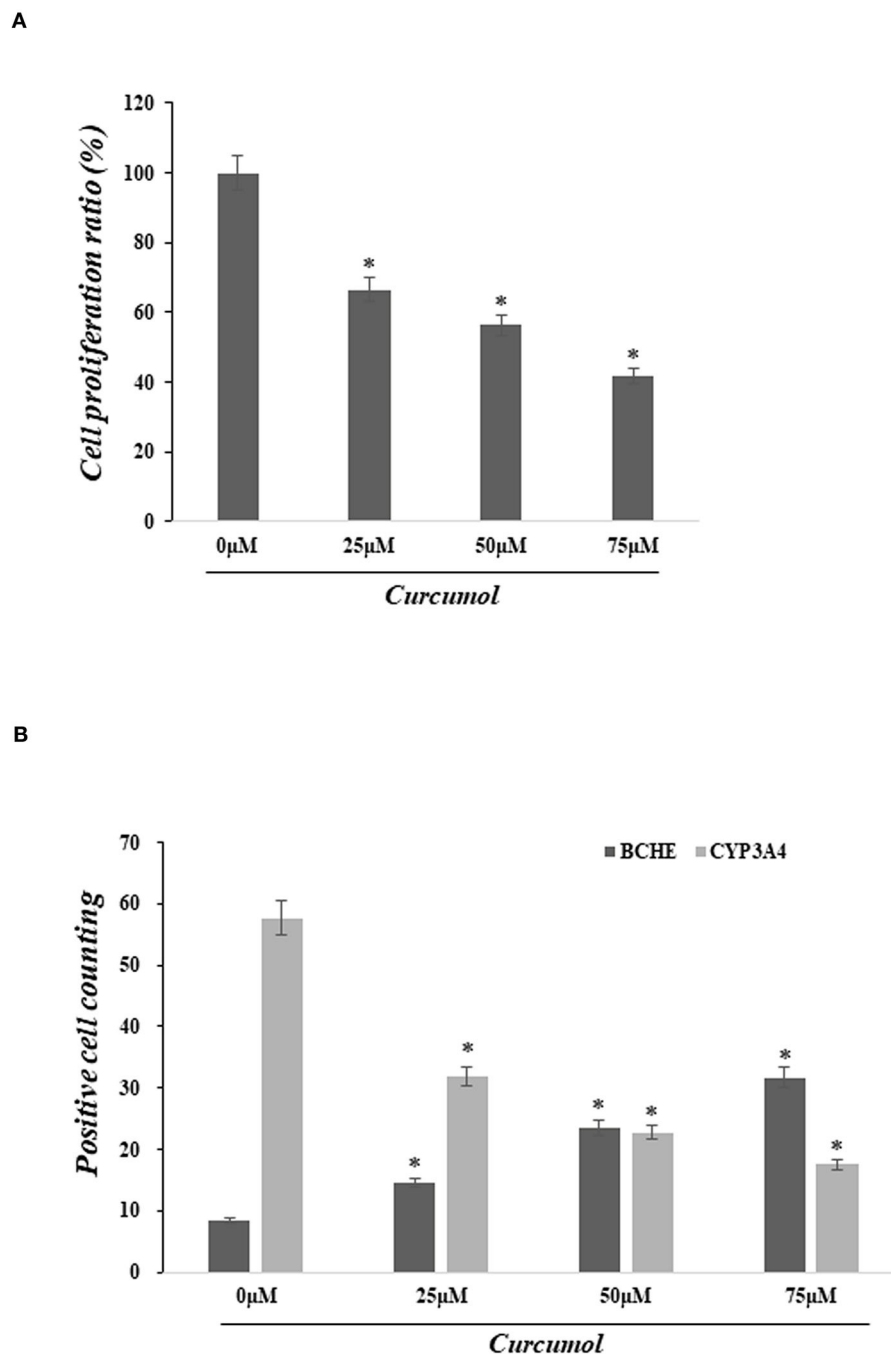 A
Cell proliferation ratio (%)
120
100
80
60
40
20
0
*
*
*
0μM 25μM 50μM 75μM
Curcumol
B
Positive cell counting
70
60
50
40
30
20
10
0
BCHE CYP3A4
*
*
*
*
*
*
0μM 25μM 50μM 75μM
Curcumol